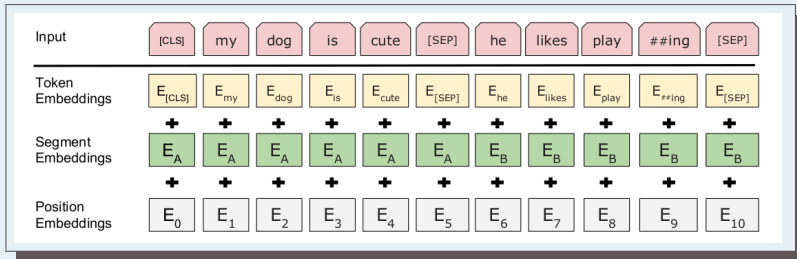 Input [CLS] my dog is cute [SEP] he likes play ##ing [SEP]
Token
Embeddings E[CLS] Emy Edog Eis Ecute E[SEP] Ehe Elikes Eplay E##ing E[SEP]
+ + + + + + + + + + +
Segment
Embeddings EA EA EA EA EA EA EB EB EB EB EB
+ + + + + + + + + + +
Position
Embeddings E0 E1 E2 E3 E4 E5 E6 E7 E8 E9 E10